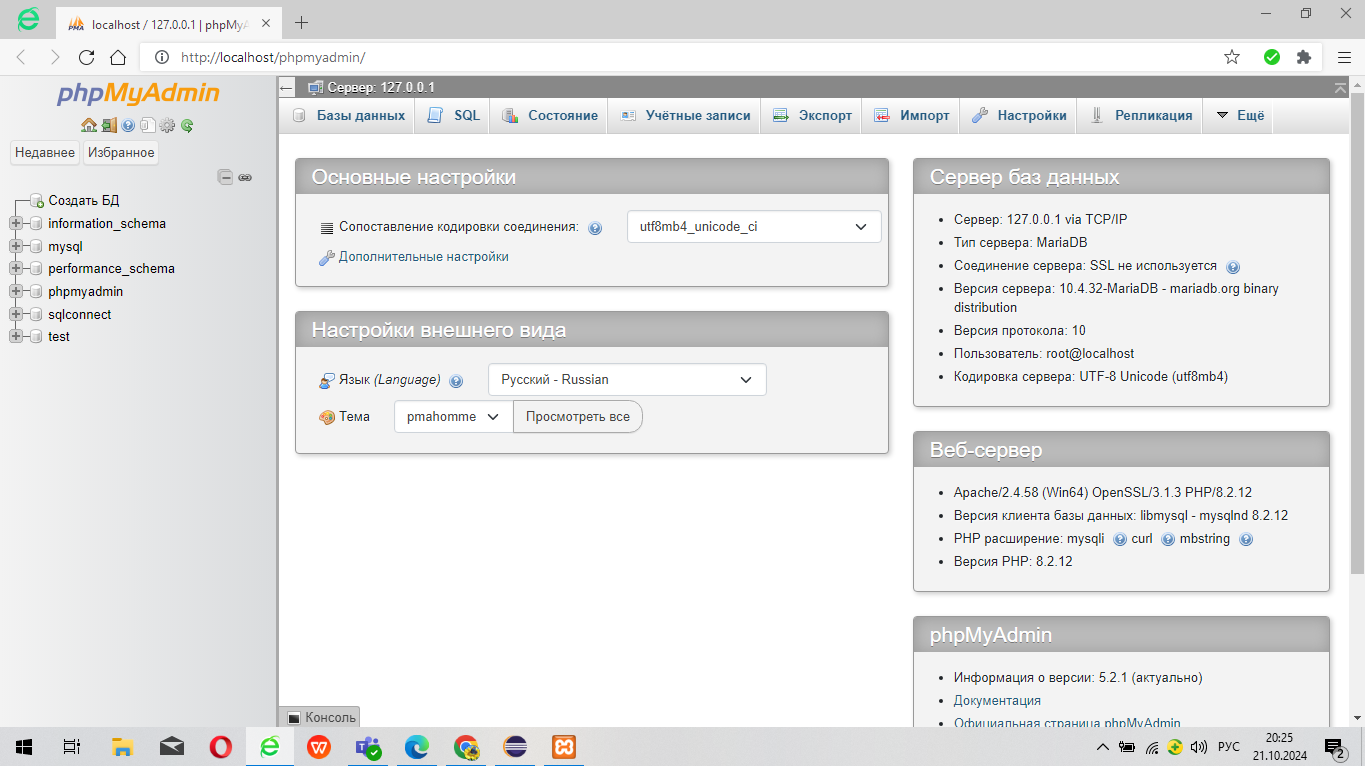 localhost / 127.0.0.1 | phpMyA
http://localhost/phpmyadmin/
phpMyAdmin
Недавнее Избранное
Создать БД
information_schema
mysql
performance_schema
phpmyadmin
sqlconnect
test
Сервер: 127.0.0.1
Базы данных SQL Состояние Учётные записи Экспорт Импорт Настройки Репликация Ещё
Основные настройки
Сопоставление кодировки соединения: utf8mb4_unicode_ci
Дополнительные настройки
Настройки внешнего вида
Язык (Language) Русский - Russian
Тема pmahomme Просмотреть все
Сервер баз данных
Сервер: 127.0.0.1 via TCP/IP
Тип сервера: MariaDB
Соединение сервера: SSL не используется
Версия сервера: 10.4.32-MariaDB - mariadb.org binary
distribution
Версия протокола: 10
Пользователь: root@localhost
Кодировка сервера: UTF-8 Unicode (utf8mb4)
Веб-сервер
Apache/2.4.58 (Win64) OpenSSL/3.1.3 PHP/8.2.12
Версия клиента базы данных: libmysql - mysqlnd 8.2.12
PHP расширение: mysqli curl mbstring
Версия PHP: 8.2.12
phpMyAdmin
Информация о версии: 5.2.1 (актуально)
Документация
Официальная страница phpMyAdmin
Консоль
РУС
20:25
21.10.2024
2